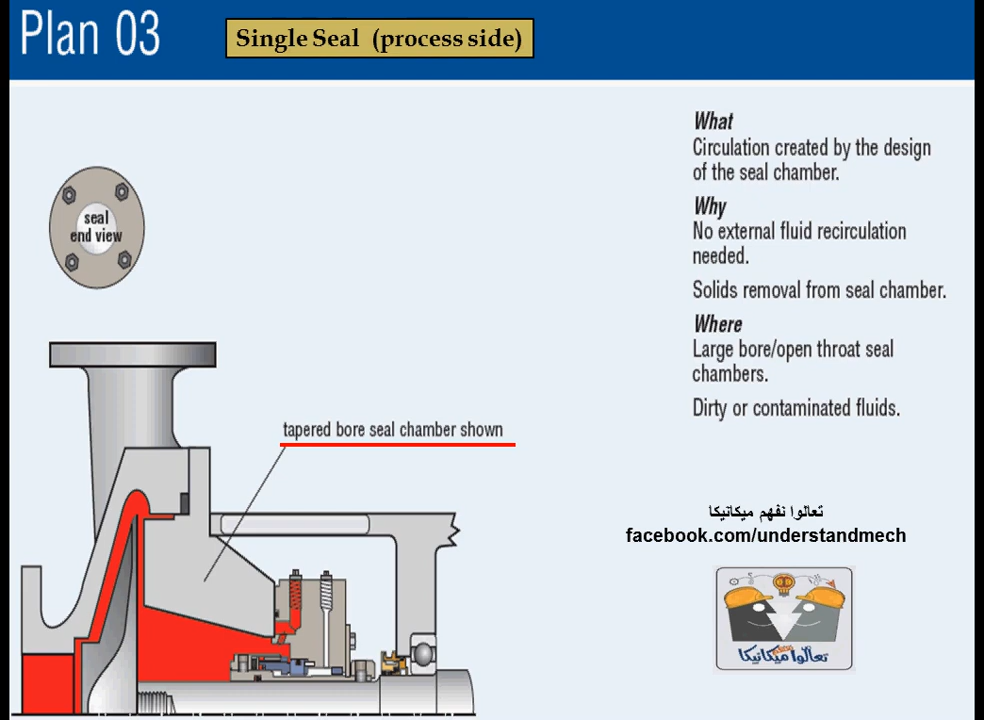 Plan 03
Single Seal (process side)
What
Circulation created by the design
of the seal chamber.
Why
No external fluid recirculation
needed.
Solids removal from seal chamber.
Where
Large bore/open throat seal
chambers.
Dirty or contaminated fluids.
seal
end view
tapered bore seal chamber shown
تعالوا نفهم ميكانيكا
facebook.com/understandmech
تعالوا نفهم ميكانيكا